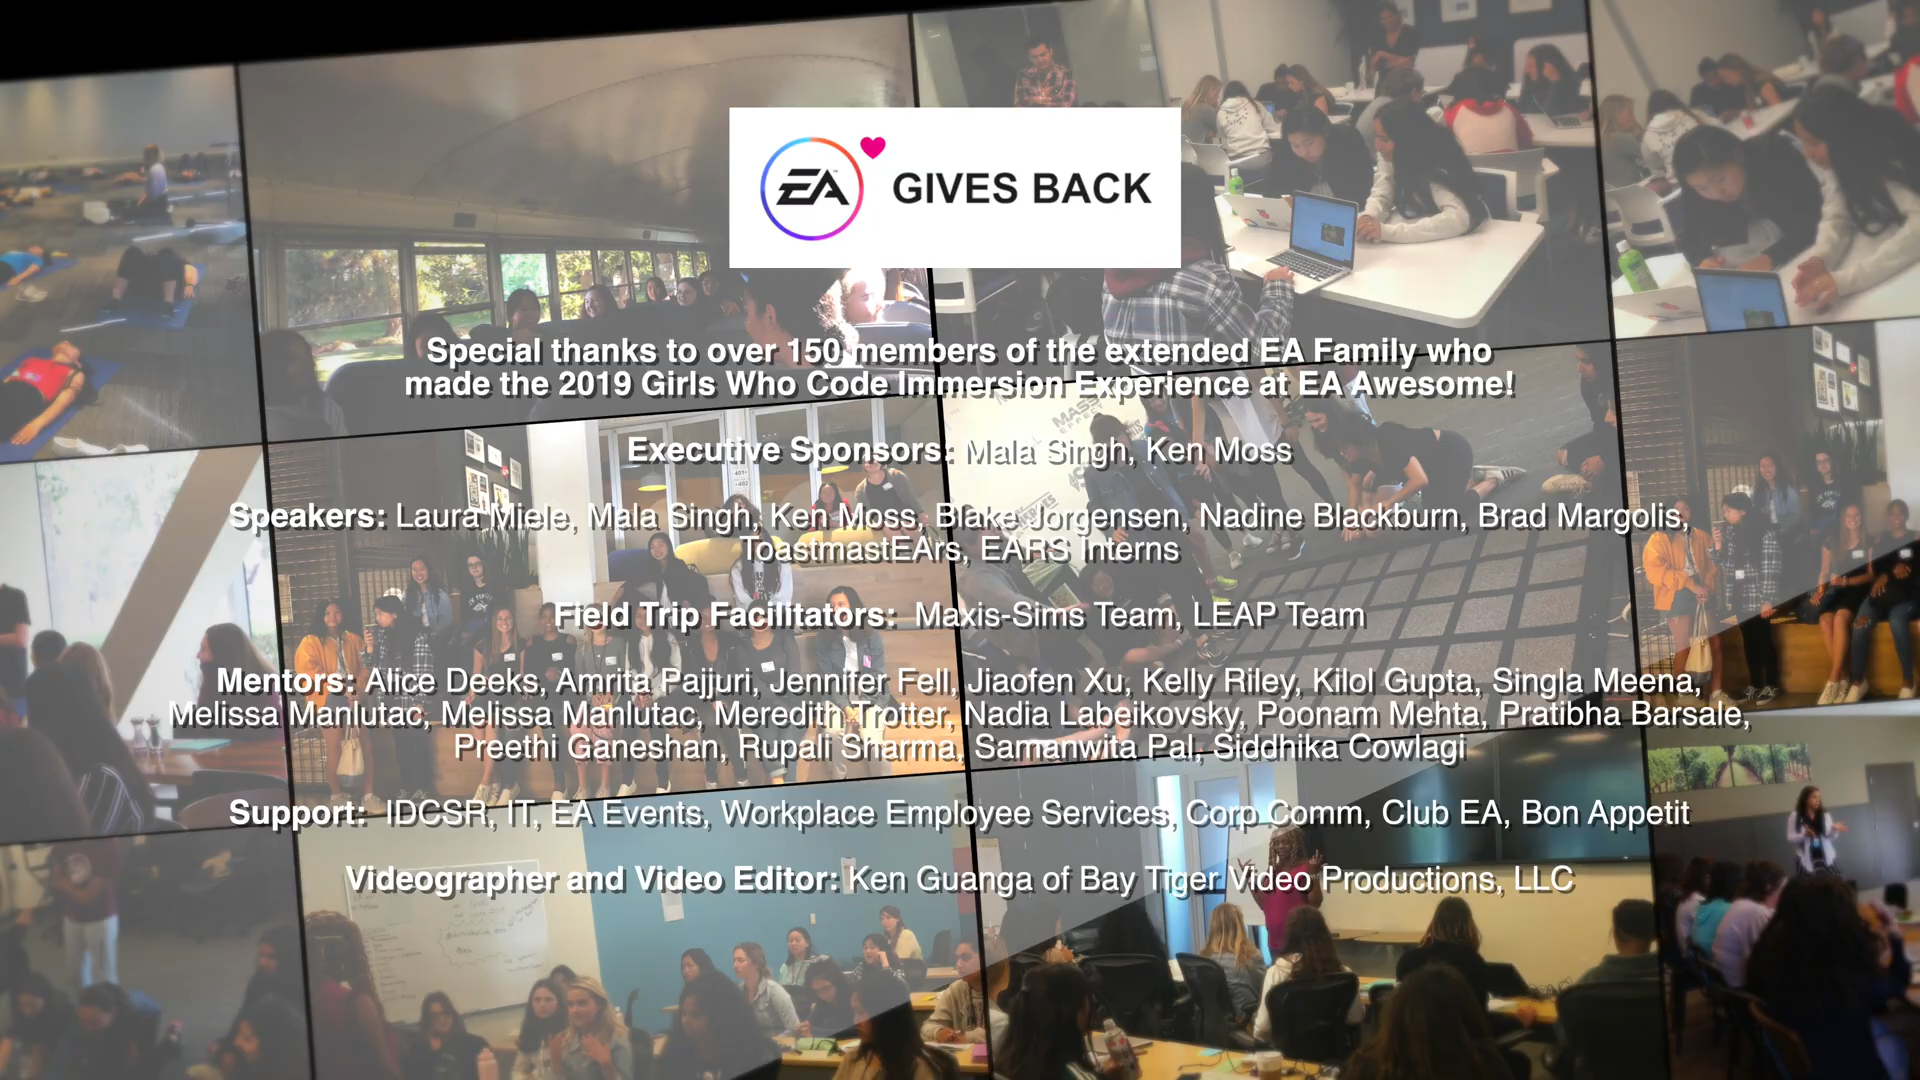 EA GIVES BACK
Special thanks to over 150 members of the extended EA Family who
made the 2019 Girls Who Code Immersion Experience at EA Awesome!
Executive Sponsors: Mala Singh, Ken Moss
Speakers: Laura Miele, Mala Singh, Ken Moss, Blake Jorgensen, Nadine Blackburn, Brad Margolis,
ToastmastEArs, EARS Interns
Field Trip Facilitators: Maxis-Sims Team, LEAP Team
Mentors: Alice Deeks, Amrita Pajjuri, Jennifer Fell, Jiaofen Xu, Kelly Riley, Kilol Gupta, Singla Meena,
Melissa Manlutac, Melissa Manlutac, Meredith Trotter, Nadia Labeikovsky, Poonam Mehta, Pratibha Barsale,
Preethi Ganeshan, Rupali Sharma, Samanwita Pal, Siddhika Cowlagi
Support: IDCSR, IT, EA Events, Workplace Employee Services, Corp Comm, Club EA, Bon Appetit
Videographer and Video Editor: Ken Guanga of Bay Tiger Video Productions, LLC